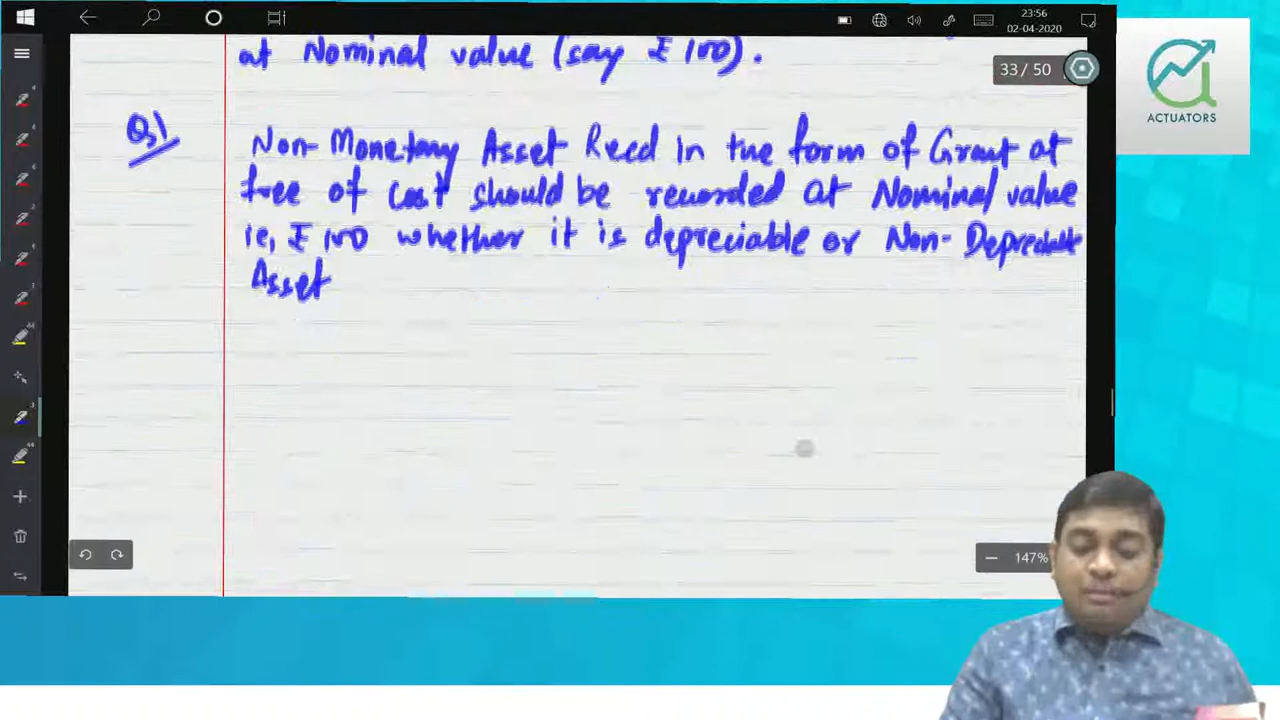 23:56
02-04-2020
33 / 50
ACTUATORS
at Nominal value (say ₹ 100).
Q31
Non-Monetary Asset Recd in the form of Grant at
free of cost should be recorded at Nominal value
ie, ₹ 100 whether it is depreciable or Non-Depreciable
Asset
147%